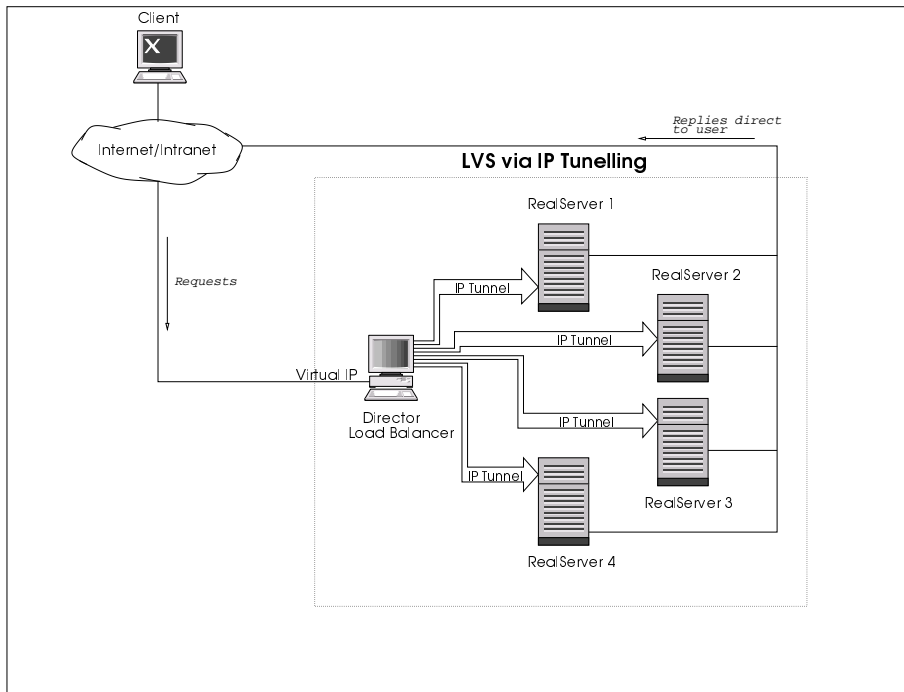 Client
Internet/Intranet
Replies direct
to user
LVS via IP Tunelling
RealServer 1
RealServer 2
Requests
IP Tunnel
IP Tunnel
Virtual IP
Director
Load Balancer
IP Tunnel
IP Tunnel
RealServer 3
RealServer 4